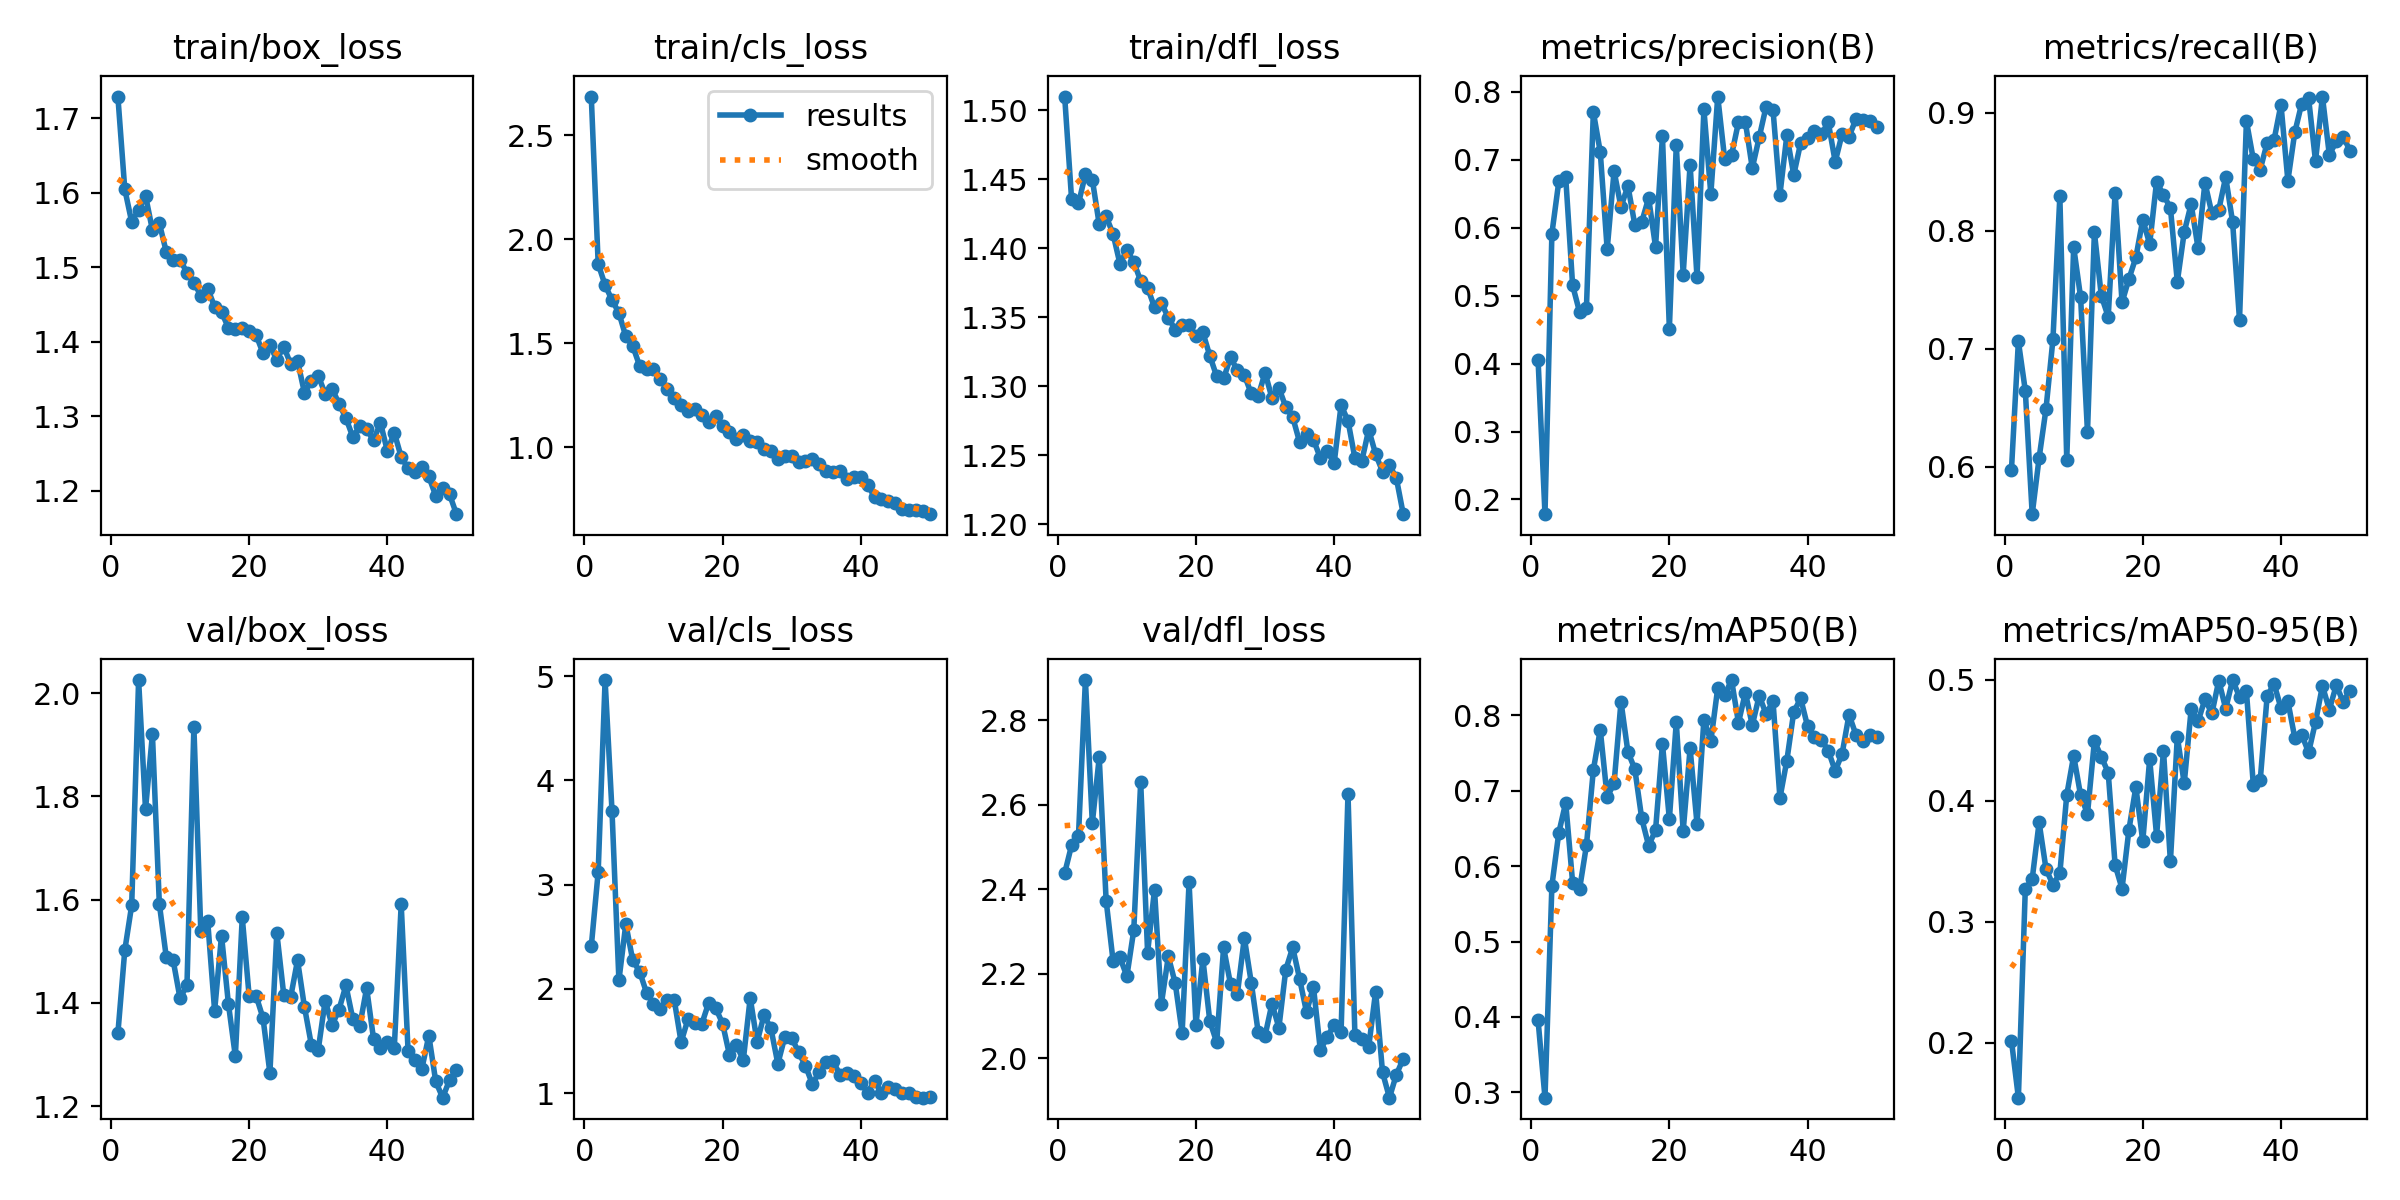 train/box_loss
1.7
1.6
1.5
1.4
1.3
1.2
0 20 40
train/cls_loss
results
smooth
2.5
2.0
1.5
1.0
0 20 40
train/dfl_loss
1.50
1.45
1.40
1.35
1.30
1.25
1.20
0 20 40
metrics/precision(B)
0.8
0.7
0.6
0.5
0.4
0.3
0.2
0 20 40
metrics/recall(B)
0.9
0.8
0.7
0.6
0 20 40
val/box_loss
2.0
1.8
1.6
1.4
1.2
0 20 40
val/cls_loss
5
4
3
2
1
0 20 40
val/dfl_loss
2.8
2.6
2.4
2.2
2.0
0 20 40
metrics/mAP50(B)
0.8
0.7
0.6
0.5
0.4
0.3
0 20 40
metrics/mAP50-95(B)
0.5
0.4
0.3
0.2
0 20 40